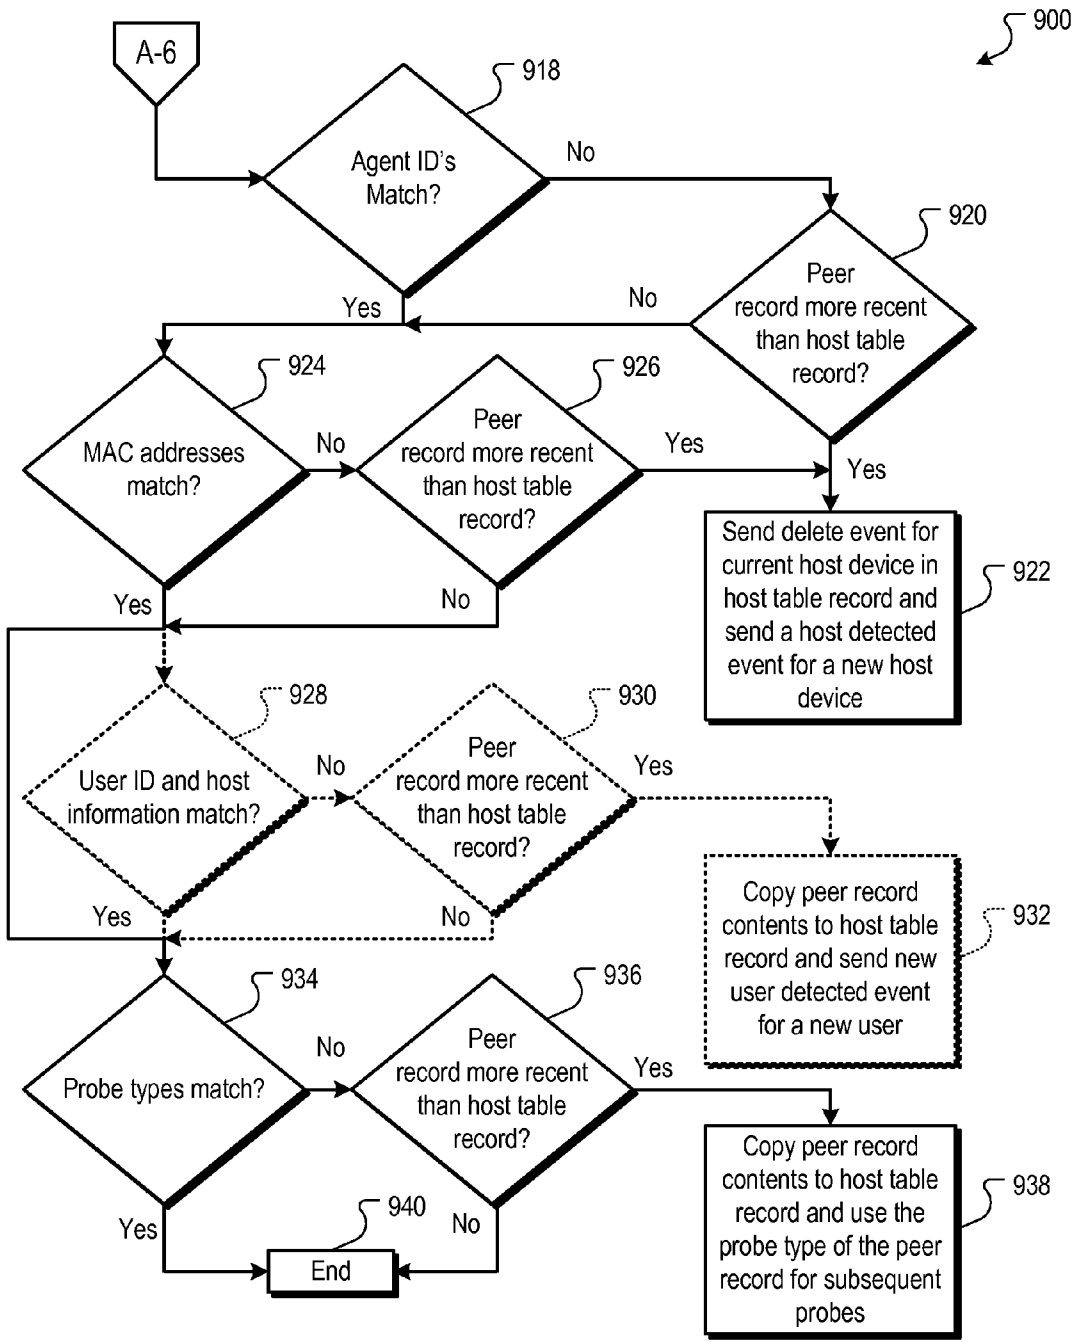 900
A-6
918
Agent ID's
Match?
No
920
Peer
record more recent
than host table
record?
Yes
No
924
MAC addresses
match?
No
926
Peer
record more recent
than host table
record?
Yes
Yes
Send delete event for
current host device in
host table record and
send a host detected
event for a new host
device
922
Yes
No
928
User ID and host
information match?
No
930
Peer
record more recent
than host table
record?
Yes
Copy peer record
contents to host table
record and send new
user detected event
for a new user
932
Yes
No
934
Probe types match?
No
936
Peer
record more recent
than host table
record?
Yes
Copy peer record
contents to host table
record and use the
probe type of the peer
record for subsequent
probes
938
Yes
940
No
End